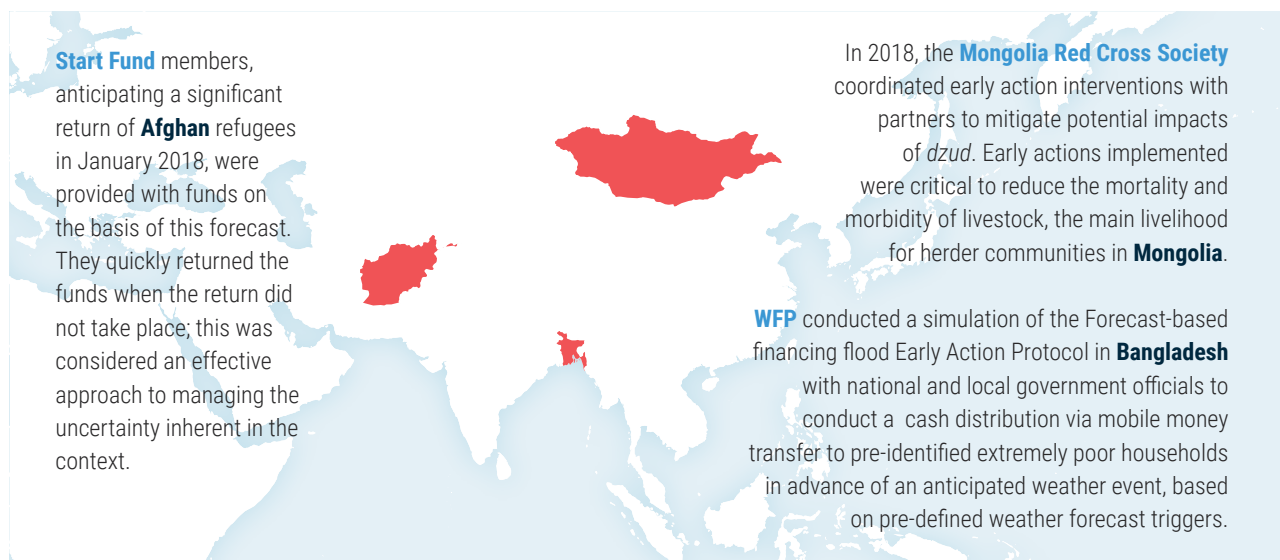 Start Fund members,
anticipating a significant
return of Afghan refugees
in January 2018, were
provided with funds on
the basis of this forecast.
They quickly returned the
funds when the return did
not take place; this was
considered an effective
approach to managing the
uncertainty inherent in the
context.
In 2018, the Mongolia Red Cross Society
coordinated early action interventions with
partners to mitigate potential impacts
of dzud. Early actions implemented
were critical to reduce the mortality and
morbidity of livestock, the main livelihood
for herder communities in Mongolia.
WFP conducted a simulation of the Forecast-based
financing flood Early Action Protocol in Bangladesh
with national and local government officials to
conduct a cash distribution via mobile money
transfer to pre-identified extremely poor households
in advance of an anticipated weather event, based
on pre-defined weather forecast triggers.